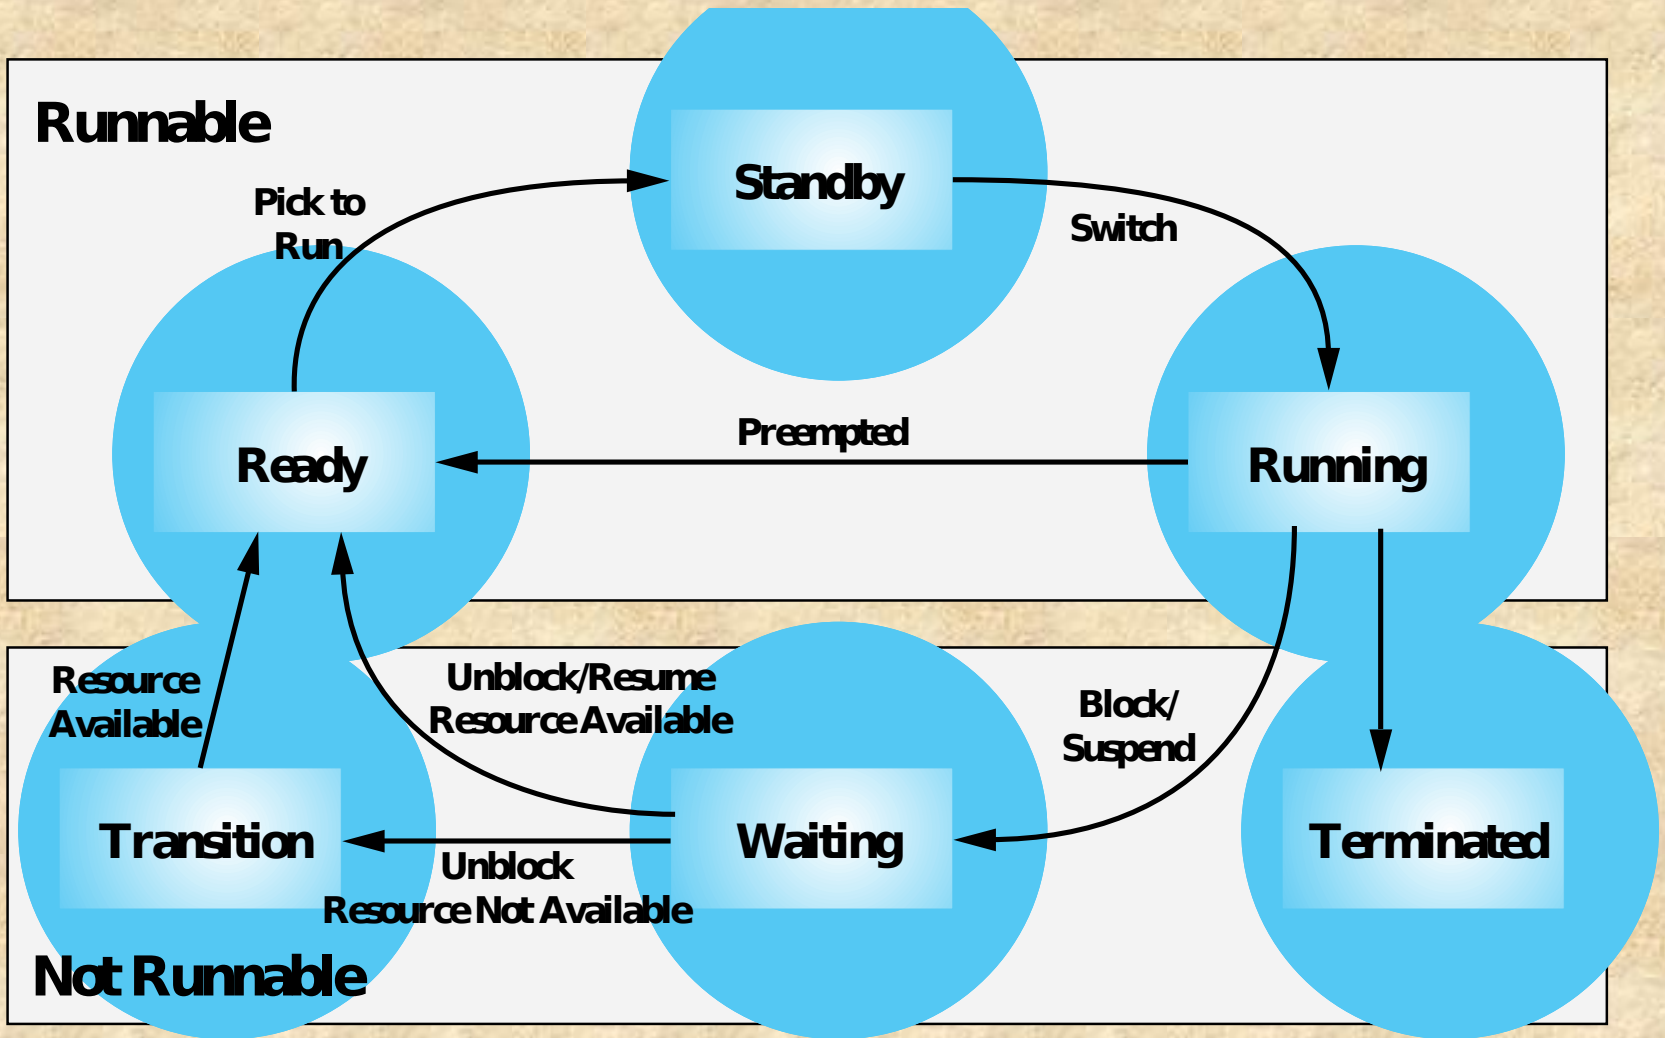 Runnable
Standby
Pick to
Run
Switch
Preempted
Ready
Running
Resource
Available
Unblock/Resume
Resource Available
Block/
Suspend
Transition
Waiting
Terminated
Unblock
Resource Not Available
Not Runnable